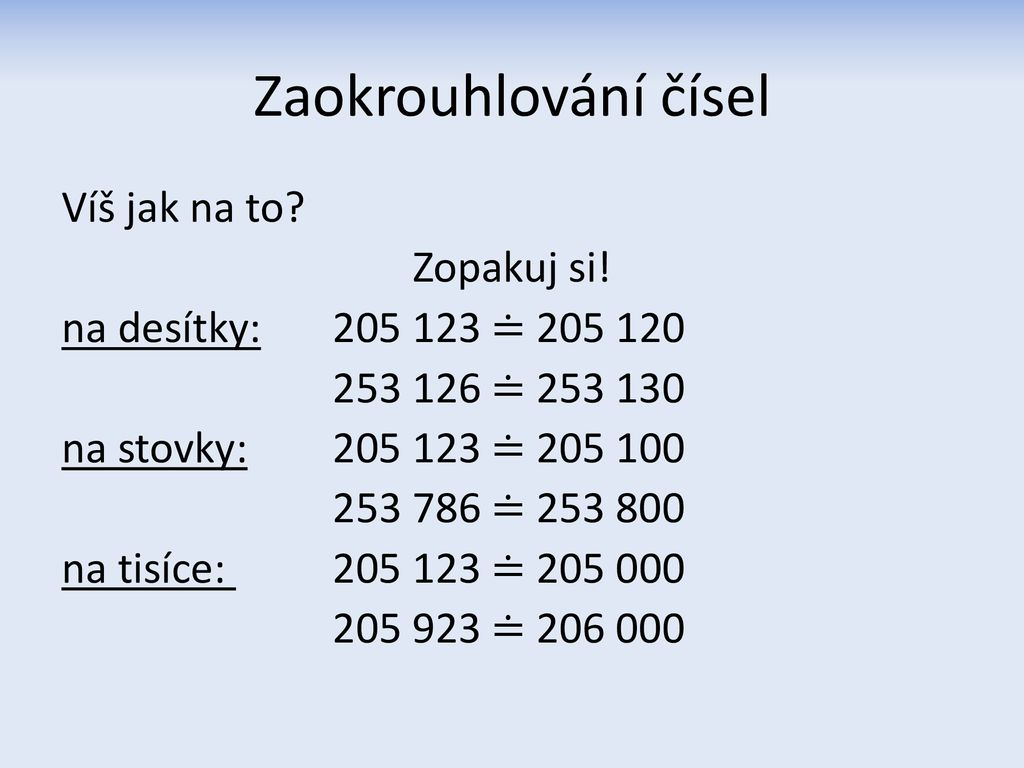 Zaokrouhlování čísel
Víš jak na to?
Zopakuj si!
na desítky: 205 123 ≐ 205 120
253 126 ≐ 253 130
na stovky: 205 123 ≐ 205 100
253 786 ≐ 253 800
na tisíce: 205 123 ≐ 205 000
205 923 ≐ 206 000